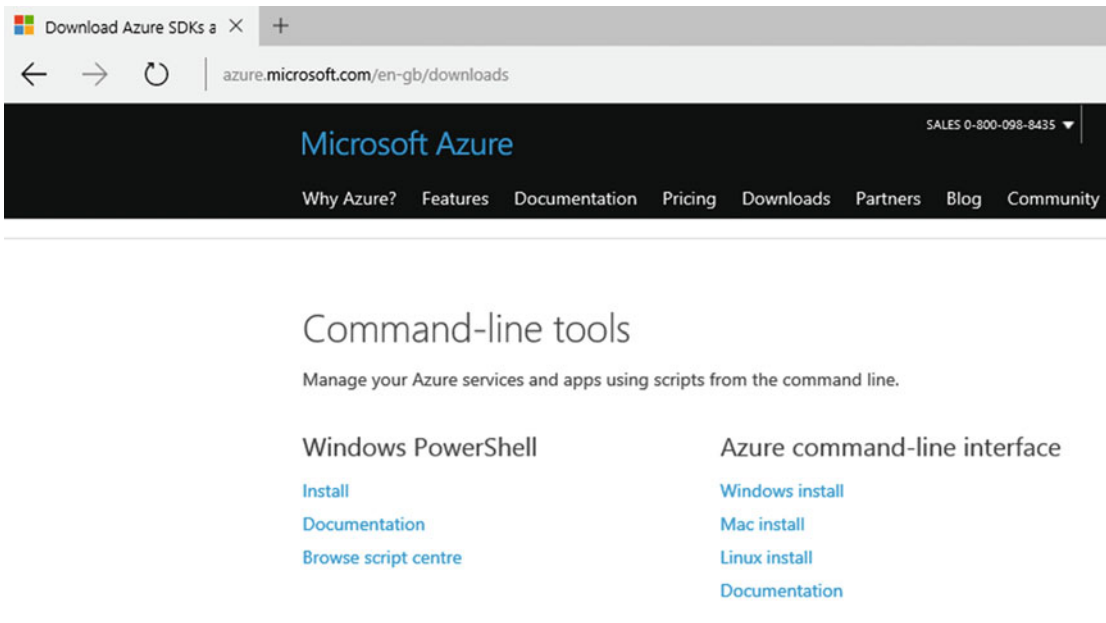 Download Azure SDKs a
azure.microsoft.com/en-gb/downloads
SALES 0-800-098-8435
Microsoft Azure
Why Azure? Features Documentation Pricing Downloads Partners Blog Community
Command-line tools
Manage your Azure services and apps using scripts from the command line.
Windows PowerShell
Install
Documentation
Browse script centre
Azure command-line interface
Windows install
Mac install
Linux install
Documentation